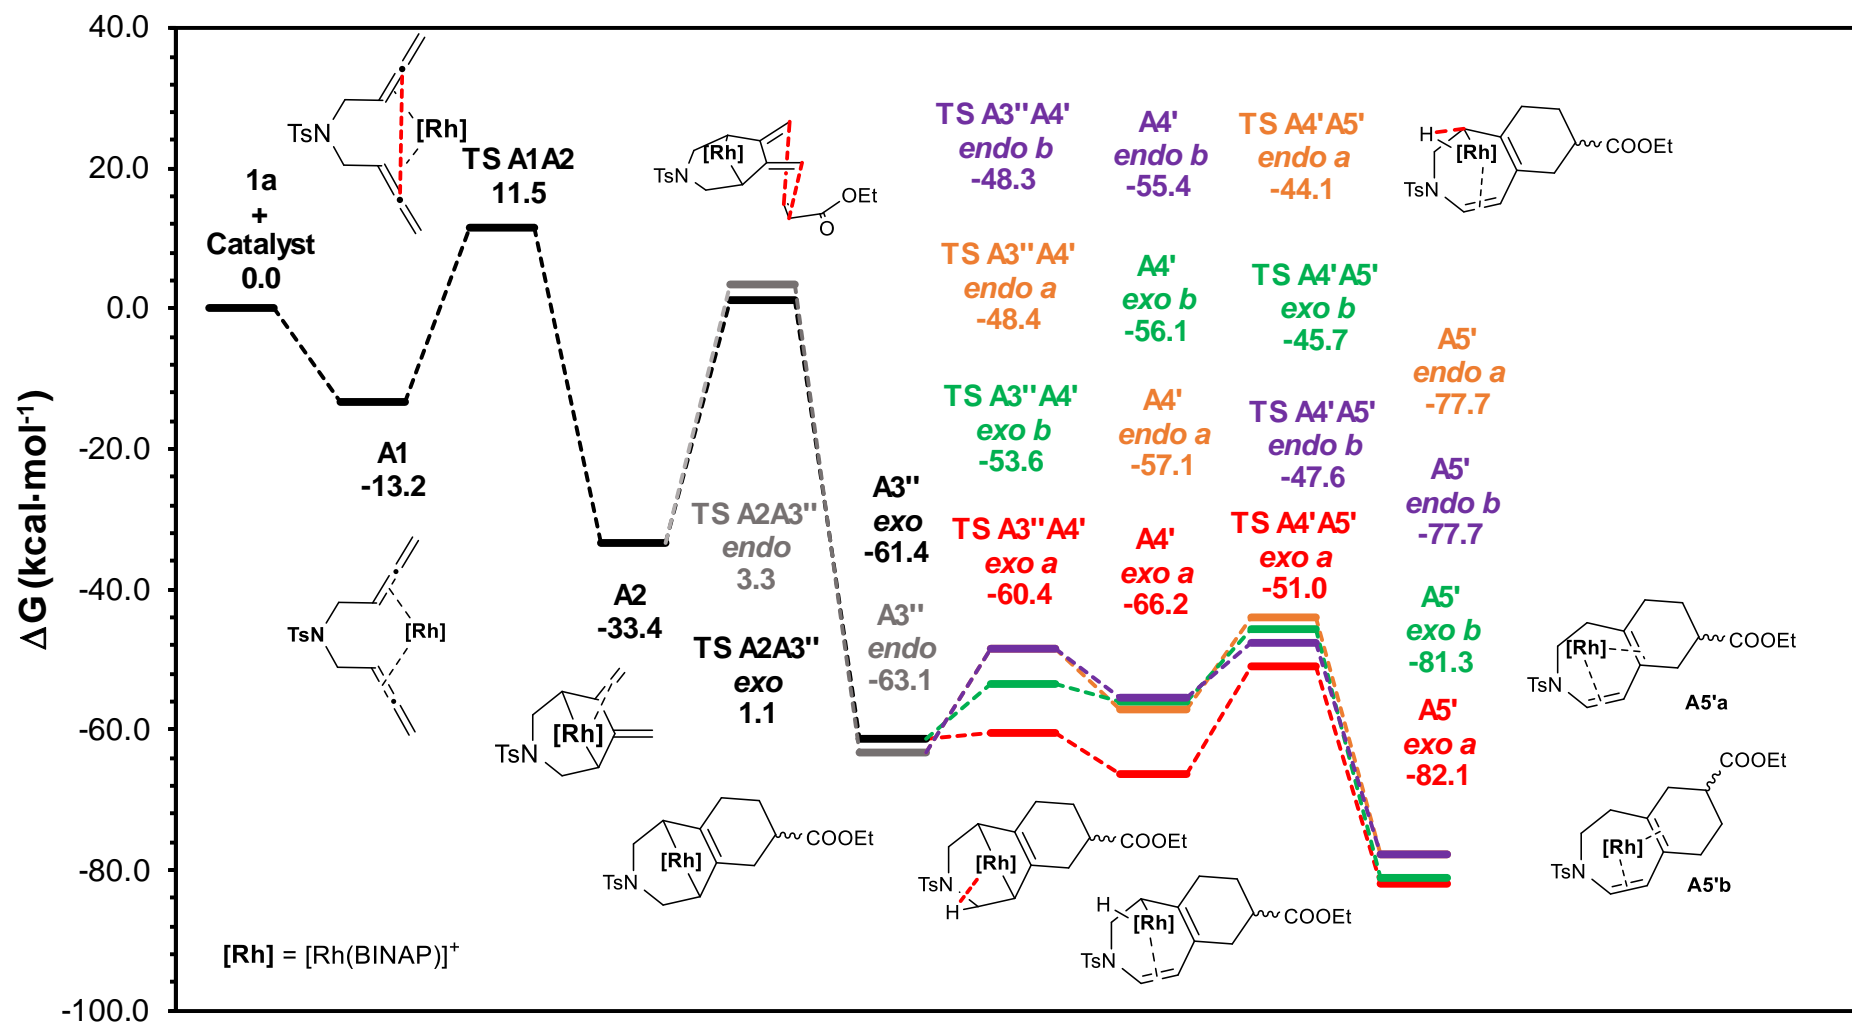 ΔG (kcal·mol⁻¹)
40.0
20.0
0.0
-20.0
-40.0
-60.0
-80.0
-100.0
1a
+
Catalyst
0.0
TsN
[Rh]
TS A1A2
11.5
A1
-13.2
TsN
[Rh]
A2
-33.4
TsN
[Rh]
[Rh]
TsN
OEt
O
TS A2A3''
endo
3.3
TS A2A3''
exo
1.1
A3''
exo
-61.4
A3''
endo
-63.1
TsN
[Rh]
TS A3''A4'
endo b
-48.3
TS A3''A4'
endo a
-48.4
TS A3''A4'
exo b
-53.6
TS A3''A4'
exo a
-60.4
A4'
endo b
-55.4
A4'
exo b
-56.1
A4'
endo a
-57.1
A4'
exo a
-66.2
TS A4'A5'
endo a
-44.1
TS A4'A5'
exo b
-45.7
TS A4'A5'
endo b
-47.6
TS A4'A5'
exo a
-51.0
A5'
endo a
-77.7
A5'
endo b
-77.7
A5'
exo b
-81.3
A5'
exo a
-82.1
H
[Rh]
COOEt
TsN
COOEt
[Rh]
TsN
A5'a
COOEt
[Rh]
TsN
A5'b
COOEt
[Rh]
COOEt
TsN
H
H
[Rh]
COOEt
TsN
[Rh] = [Rh(BINAP)]⁺